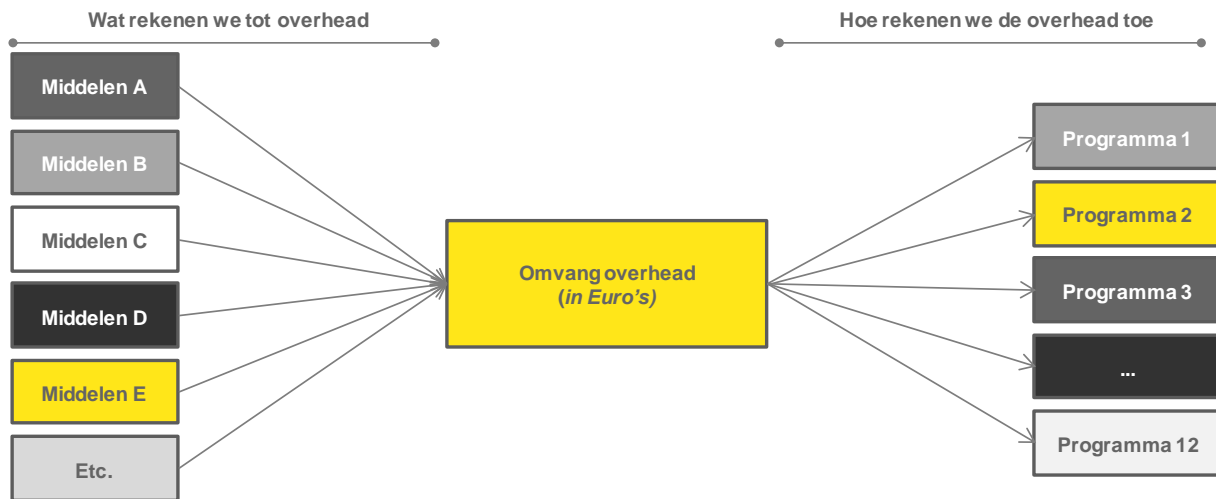 Wat rekenen we tot overhead
Hoe rekenen we de overhead toe
Middelen A
Middelen B
Middelen C
Middelen D
Middelen E
Etc.
Omvang overhead
(in Euro's)
Programma 1
Programma 2
Programma 3
...
Programma 12